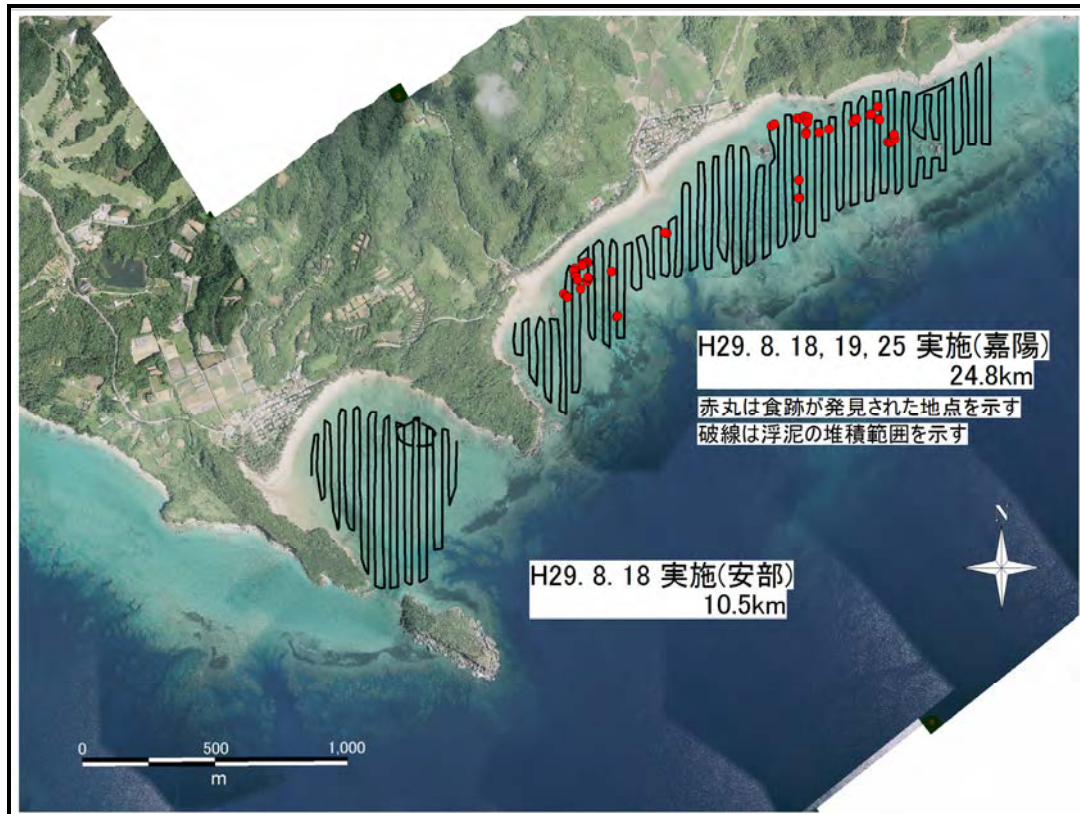 H29. 8. 18, 19, 25 実施(嘉陽)
24.8km
赤丸は食跡が発見された地点を示す
破線は浮泥の堆積範囲を示す
N
H29. 8. 18 実施(安部)
10.5km
0 500 1,000
m